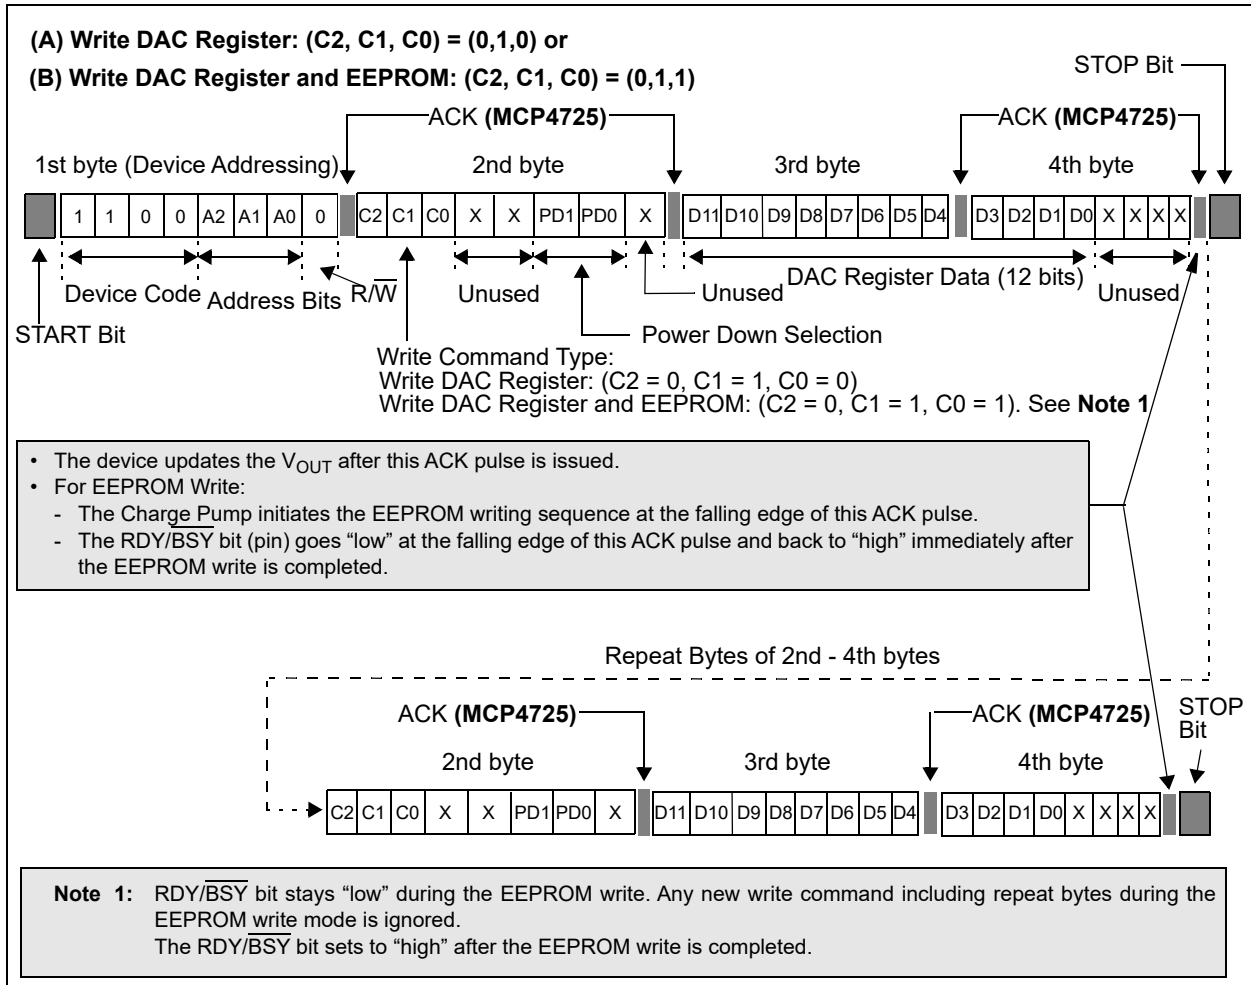 (A) Write DAC Register: (C2, C1, C0) = (0,1,0) or
(B) Write DAC Register and EEPROM: (C2, C1, C0) = (0,1,1)
STOP Bit
ACK (MCP4725)
ACK (MCP4725)
1st byte (Device Addressing)
2nd byte
3rd byte
4th byte
1 1 0 0 A2 A1 A0 0 C2 C1 C0 X X PD1 PD0 X D11 D10 D9 D8 D7 D6 D5 D4 D3 D2 D1 D0 X X X X
Device Code
Address Bits
R/W̅
Unused
Unused
DAC Register Data (12 bits)
Unused
START Bit
Power Down Selection
Write Command Type:
Write DAC Register: (C2 = 0, C1 = 1, C0 = 0)
Write DAC Register and EEPROM: (C2 = 0, C1 = 1, C0 = 1). See Note 1
• The device updates the VOUT after this ACK pulse is issued.
• For EEPROM Write:
- The Charge Pump initiates the EEPROM writing sequence at the falling edge of this ACK pulse.
- The RDY/B̅S̅Y̅ bit (pin) goes “low” at the falling edge of this ACK pulse and back to “high” immediately after
the EEPROM write is completed.
Repeat Bytes of 2nd - 4th bytes
ACK (MCP4725)
ACK (MCP4725)
STOP
Bit
2nd byte
3rd byte
4th byte
C2 C1 C0 X X PD1 PD0 X D11 D10 D9 D8 D7 D6 D5 D4 D3 D2 D1 D0 X X X X
Note 1: RDY/B̅S̅Y̅ bit stays “low” during the EEPROM write. Any new write command including repeat bytes during the
EEPROM write mode is ignored.
The RDY/B̅S̅Y̅ bit sets to “high” after the EEPROM write is completed.